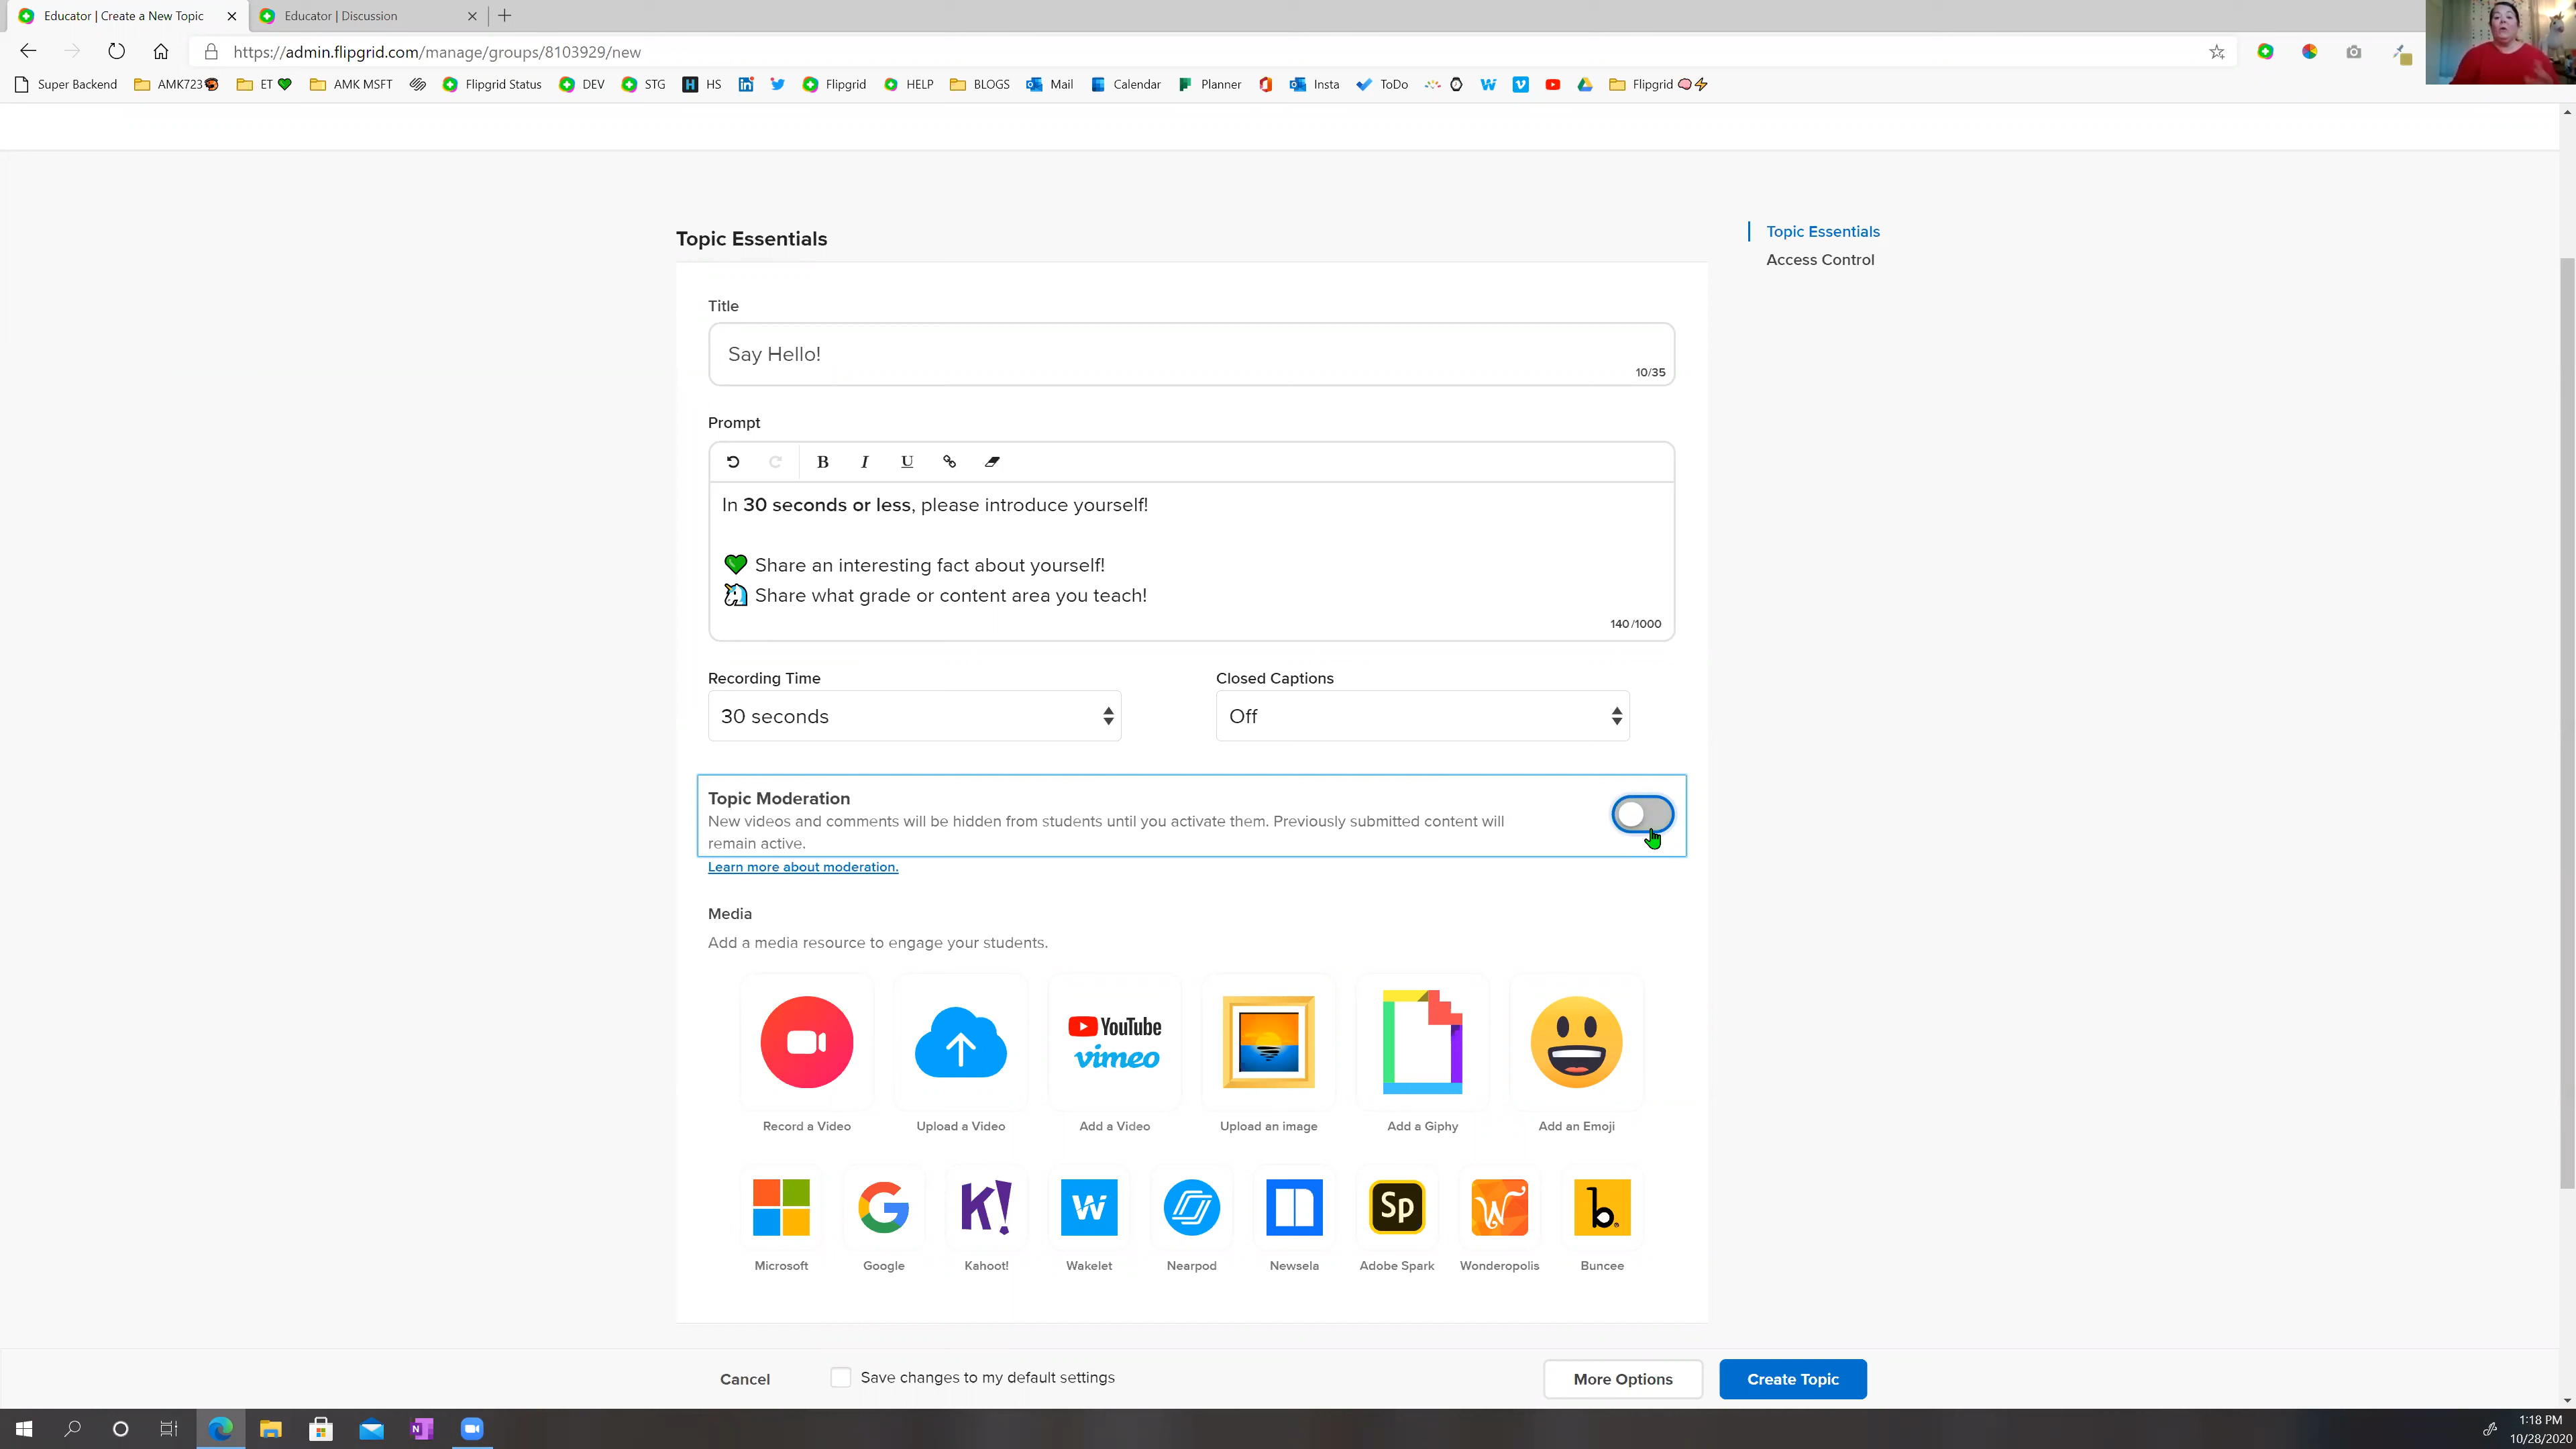 Educator | Create a New Topic
Educator | Discussion
https://admin.flipgrid.com/manage/groups/8103929/new
Super Backend AMK723 ET AMK MSFT Flipgrid Status DEV STG H HS in Flipgrid HELP BLOGS Mail Calendar Planner Insta ToDo Flipgrid
Topic Essentials
Topic Essentials
Access Control
Title
Say Hello!
10/35
Prompt
B I U
In 30 seconds or less, please introduce yourself!
💚 Share an interesting fact about yourself!
🦄 Share what grade or content area you teach!
140/1000
Recording Time
Closed Captions
30 seconds
Off
Topic Moderation
New videos and comments will be hidden from students until you activate them. Previously submitted content will
remain active.
Learn more about moderation.
Media
Add a media resource to engage your students.
YouTube
vimeo
Record a Video
Upload a Video
Add a Video
Upload an image
Add a Giphy
Add an Emoji
K!
W
Sp
W
b.
Microsoft
Google
Kahoot!
Wakelet
Nearpod
Newsela
Adobe Spark
Wonderopolis
Buncee
Cancel
Save changes to my default settings
More Options
Create Topic
N
1:18 PM
10/28/2020